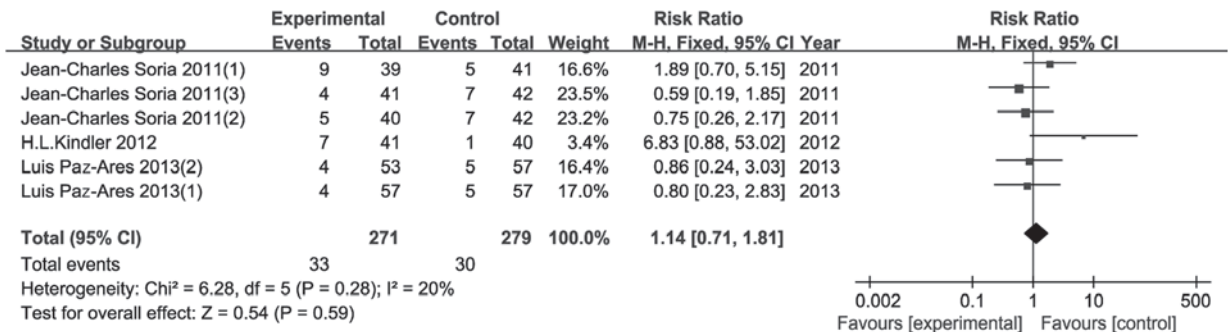 Experimental Control Risk Ratio Risk Ratio
Study or Subgroup Events Total Events Total Weight M-H, Fixed, 95% CI Year M-H, Fixed, 95% CI
Jean-Charles Soria 2011(1) 9 39 5 41 16.6% 1.89 [0.70, 5.15] 2011
Jean-Charles Soria 2011(3) 4 41 7 42 23.5% 0.59 [0.19, 1.85] 2011
Jean-Charles Soria 2011(2) 5 40 7 42 23.2% 0.75 [0.26, 2.17] 2011
H.L.Kindler 2012 7 41 1 40 3.4% 6.83 [0.88, 53.02] 2012
Luis Paz-Ares 2013(2) 4 53 5 57 16.4% 0.86 [0.24, 3.03] 2013
Luis Paz-Ares 2013(1) 4 57 5 57 17.0% 0.80 [0.23, 2.83] 2013
Total (95% CI) 271 279 100.0% 1.14 [0.71, 1.81]
Total events 33 30
Heterogeneity: Chi² = 6.28, df = 5 (P = 0.28); I² = 20%
Test for overall effect: Z = 0.54 (P = 0.59)
0.002 0.1 1 10 500
Favours [experimental] Favours [control]